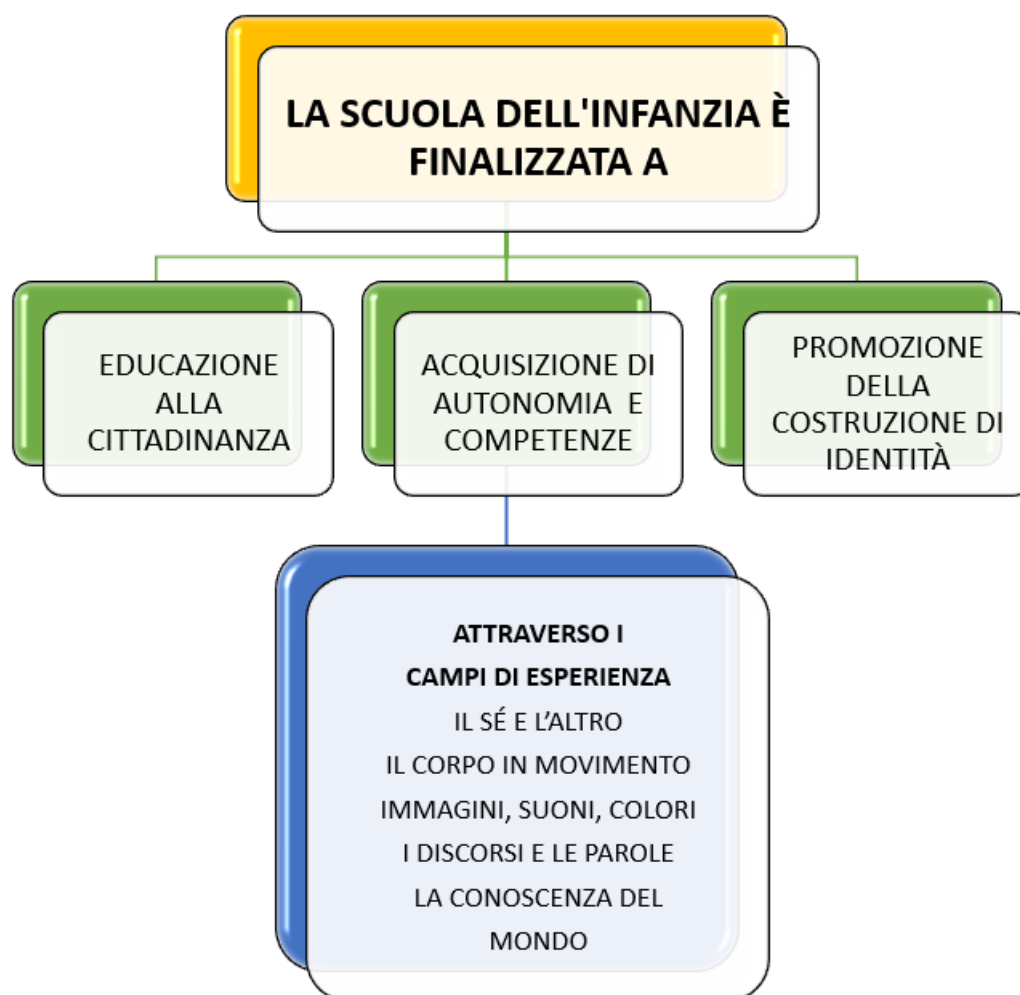 LA SCUOLA DELL'INFANZIA È
FINALIZZATA A
EDUCAZIONE
ALLA
CITTADINANZA
ACQUISIZIONE DI
AUTONOMIA E
COMPETENZE
PROMOZIONE
DELLA
COSTRUZIONE DI
IDENTITÀ
ATTRAVERSO I
CAMPI DI ESPERIENZA
IL SÉ E L’ALTRO
IL CORPO IN MOVIMENTO
IMMAGINI, SUONI, COLORI
I DISCORSI E LE PAROLE
LA CONOSCENZA DEL
MONDO